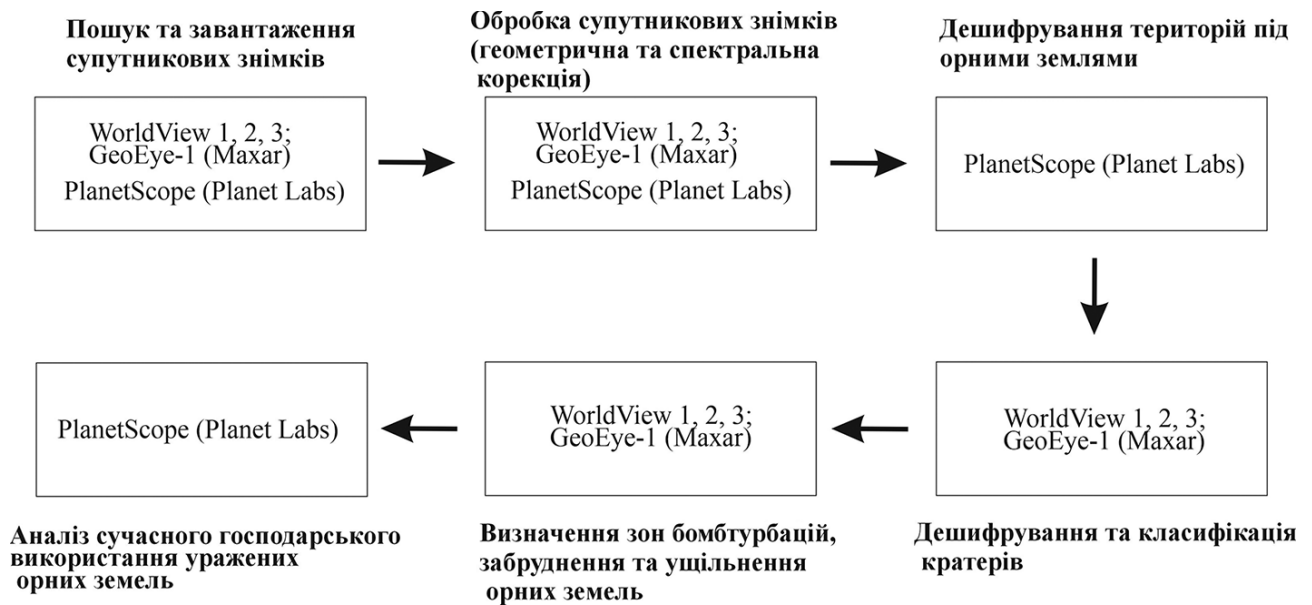 Пошук та завантаження
супутникових знімків
WorldView 1, 2, 3;
GeoEye-1 (Maxar)
PlanetScope (Planet Labs)
Обробка супутникових знімків
(геометрична та спектральна
корекція)
WorldView 1, 2, 3;
GeoEye-1 (Maxar)
PlanetScope (Planet Labs)
Дешифрування територій під
орними землями
PlanetScope (Planet Labs)
WorldView 1, 2, 3;
GeoEye-1 (Maxar)
Дешифрування та класифікація
кратерів
WorldView 1, 2, 3;
GeoEye-1 (Maxar)
Визначення зон бомбтурбацій,
забруднення та ущільнення
орних земель
PlanetScope (Planet Labs)
Аналіз сучасного господарського
використання уражених
орних земель